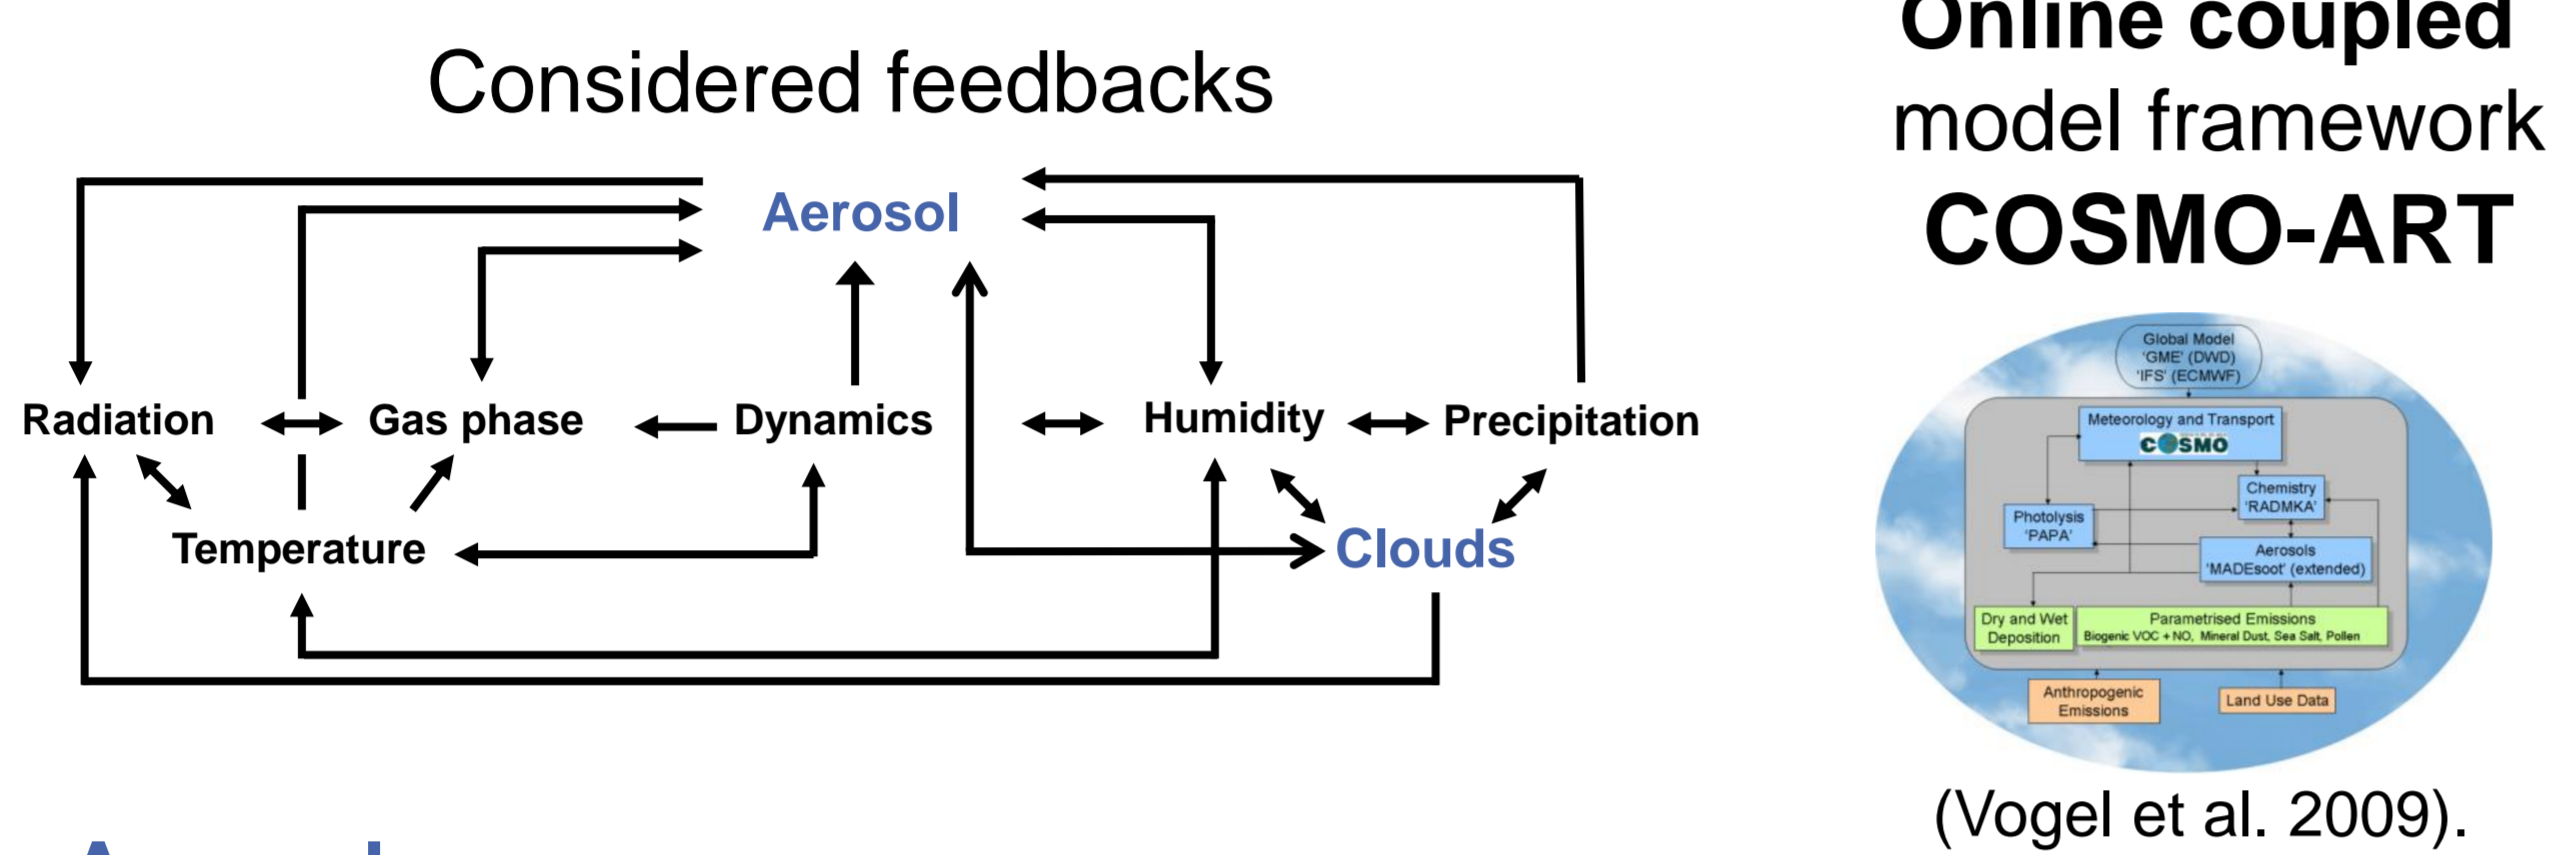 Considered feedbacks
Aerosol
Radiation
Gas phase
Dynamics
Humidity
Precipitation
Temperature
Clouds
Online coupled
model framework
COSMO-ART
Global Model
'GME' (DWD)
'IFS' (ECMWF)
Meteorology and Transport
COSMO
Chemistry
'RADMKA'
Photolysis
'PAPA'
Aerosols
'MADEsoot' (extended)
Dry and Wet
Deposition
Parametrised Emissions
Biogenic VOC + NO, Mineral Dust, Sea Salt, Pollen
Anthropogenic
Emissions
Land Use Data
(Vogel et al. 2009).